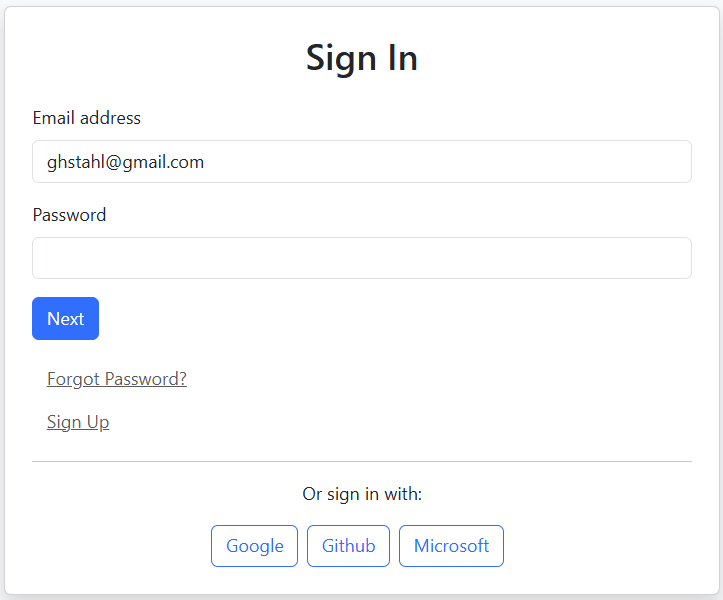 Sign In
Email address
ghstahl@gmail.com
Password
Next
Forgot Password?
Sign Up
Or sign in with:
Google Github Microsoft